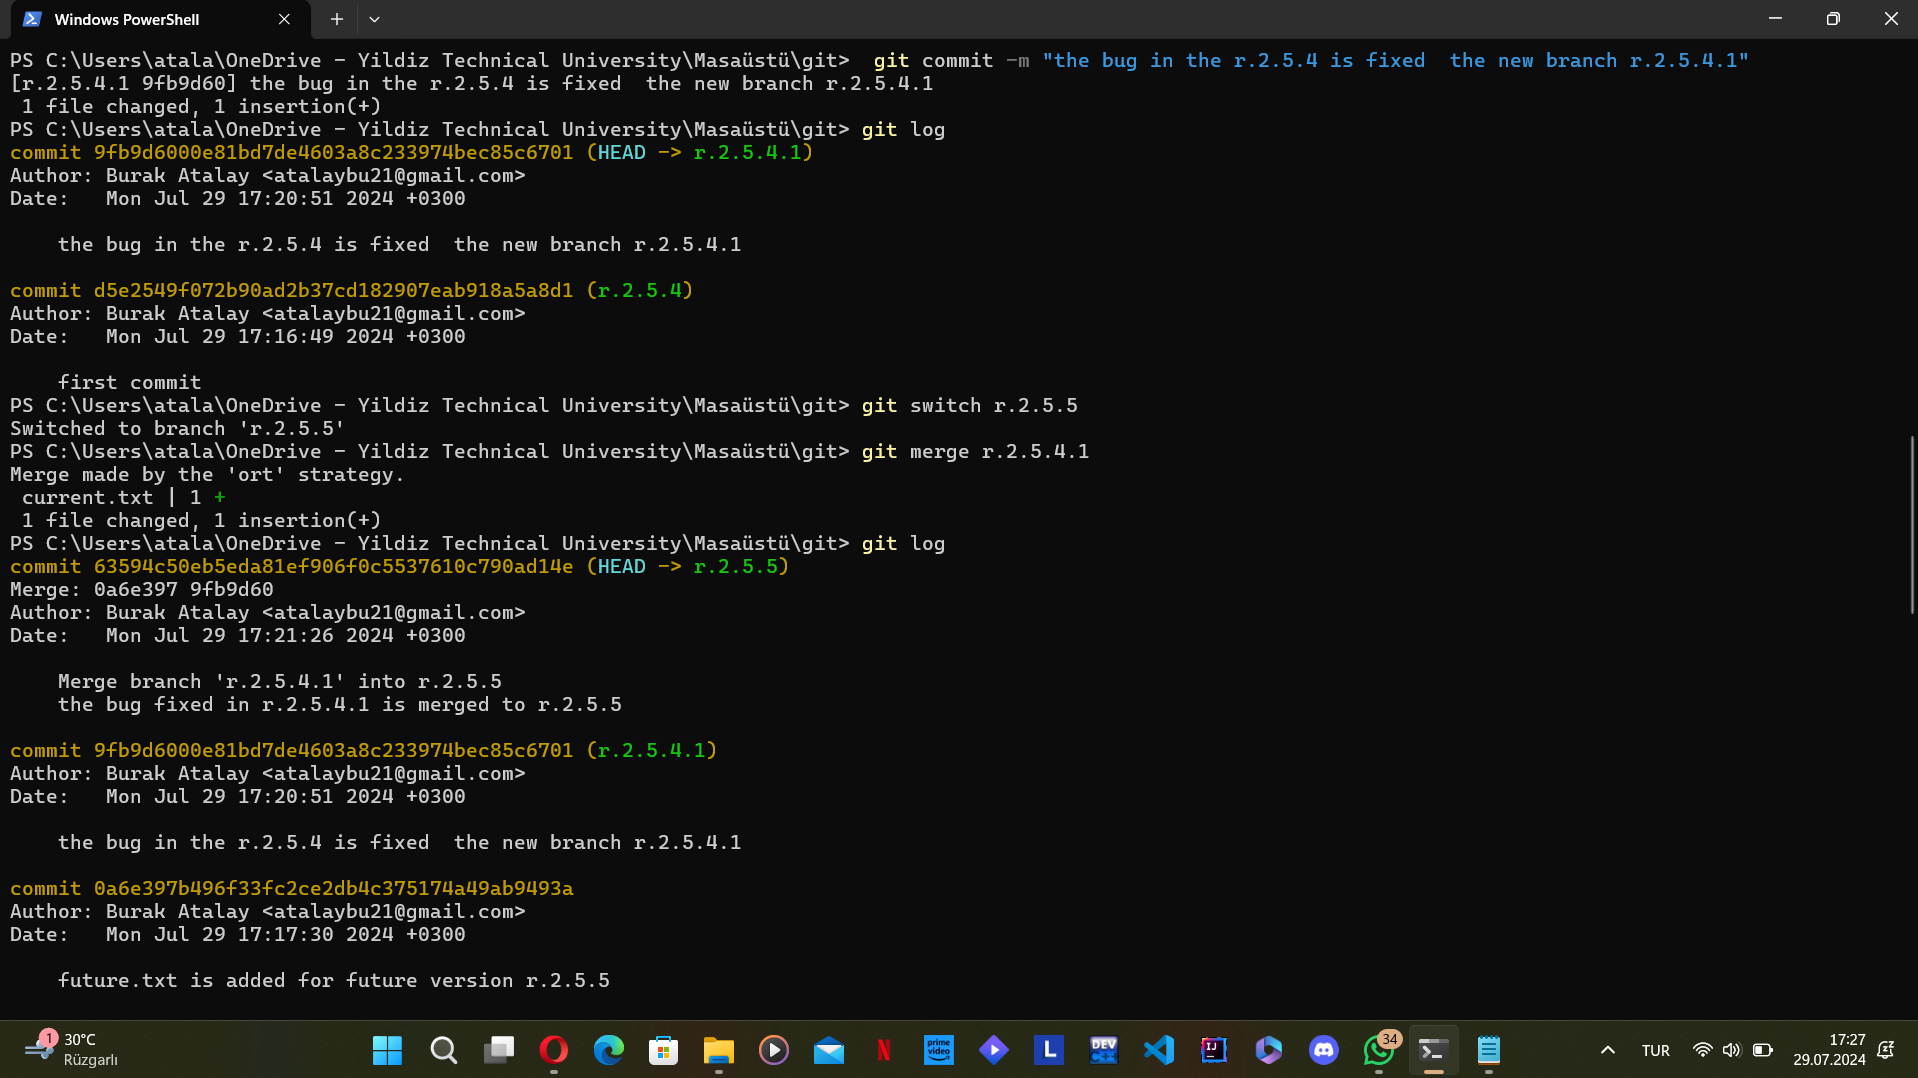 Windows PowerShell
PS C:\Users\atala\OneDrive - Yildiz Technical University\Masaüstü\git>  git commit -m "the bug in the r.2.5.4 is fixed  the new branch r.2.5.4.1"
[r.2.5.4.1 9fb9d60] the bug in the r.2.5.4 is fixed  the new branch r.2.5.4.1
 1 file changed, 1 insertion(+)
PS C:\Users\atala\OneDrive - Yildiz Technical University\Masaüstü\git> git log
commit 9fb9d6000e81bd7de4603a8c233974bec85c6701 (HEAD -> r.2.5.4.1)
Author: Burak Atalay <atalaybu21@gmail.com>
Date:   Mon Jul 29 17:20:51 2024 +0300
    the bug in the r.2.5.4 is fixed  the new branch r.2.5.4.1
commit d5e2549f072b90ad2b37cd182907eab918a5a8d1 (r.2.5.4)
Author: Burak Atalay <atalaybu21@gmail.com>
Date:   Mon Jul 29 17:16:49 2024 +0300
    first commit
PS C:\Users\atala\OneDrive - Yildiz Technical University\Masaüstü\git> git switch r.2.5.5
Switched to branch 'r.2.5.5'
PS C:\Users\atala\OneDrive - Yildiz Technical University\Masaüstü\git> git merge r.2.5.4.1
Merge made by the 'ort' strategy.
 current.txt | 1 +
 1 file changed, 1 insertion(+)
PS C:\Users\atala\OneDrive - Yildiz Technical University\Masaüstü\git> git log
commit 63594c50eb5eda81ef906f0c5537610c790ad14e (HEAD -> r.2.5.5)
Merge: 0a6e397 9fb9d60
Author: Burak Atalay <atalaybu21@gmail.com>
Date:   Mon Jul 29 17:21:26 2024 +0300
    Merge branch 'r.2.5.4.1' into r.2.5.5
    the bug fixed in r.2.5.4.1 is merged to r.2.5.5
commit 9fb9d6000e81bd7de4603a8c233974bec85c6701 (r.2.5.4.1)
Author: Burak Atalay <atalaybu21@gmail.com>
Date:   Mon Jul 29 17:20:51 2024 +0300
    the bug in the r.2.5.4 is fixed  the new branch r.2.5.4.1
commit 0a6e397b496f33fc2ce2db4c375174a49ab9493a
Author: Burak Atalay <atalaybu21@gmail.com>
Date:   Mon Jul 29 17:17:30 2024 +0300
    future.txt is added for future version r.2.5.5
1
30°C
Rüzgarlı
N
prime video
L
DEV C++
IJ
34
TUR
17:27
29.07.2024